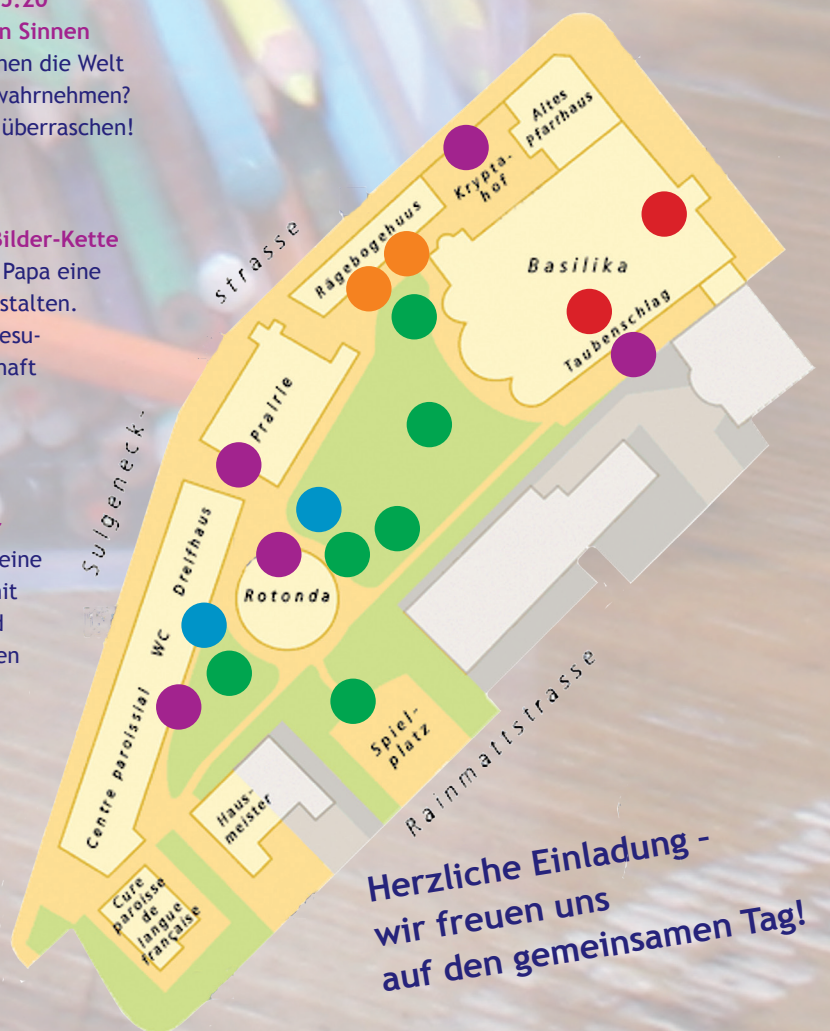 5.20
n Sinnen
nen die Welt
wahrnehmen?
überraschen!
Bilder-Kette
Papa eine
stalten.
esu-
haft
eine
nit
d
en
Altes
Pfarrhaus
Krypta-
hof
Rägebogehuus
Basilika
Taubenschlag
Prairie
Sulgeneck-
strasse
Dreifhaus
WC
Centre paroissial
Rotonda
Spiel-
platz
Rainmattstrasse
Haus-
meister
Cure
paroisse
de
langue
française
Herzliche Einladung –
wir freuen uns
auf den gemeinsamen Tag!